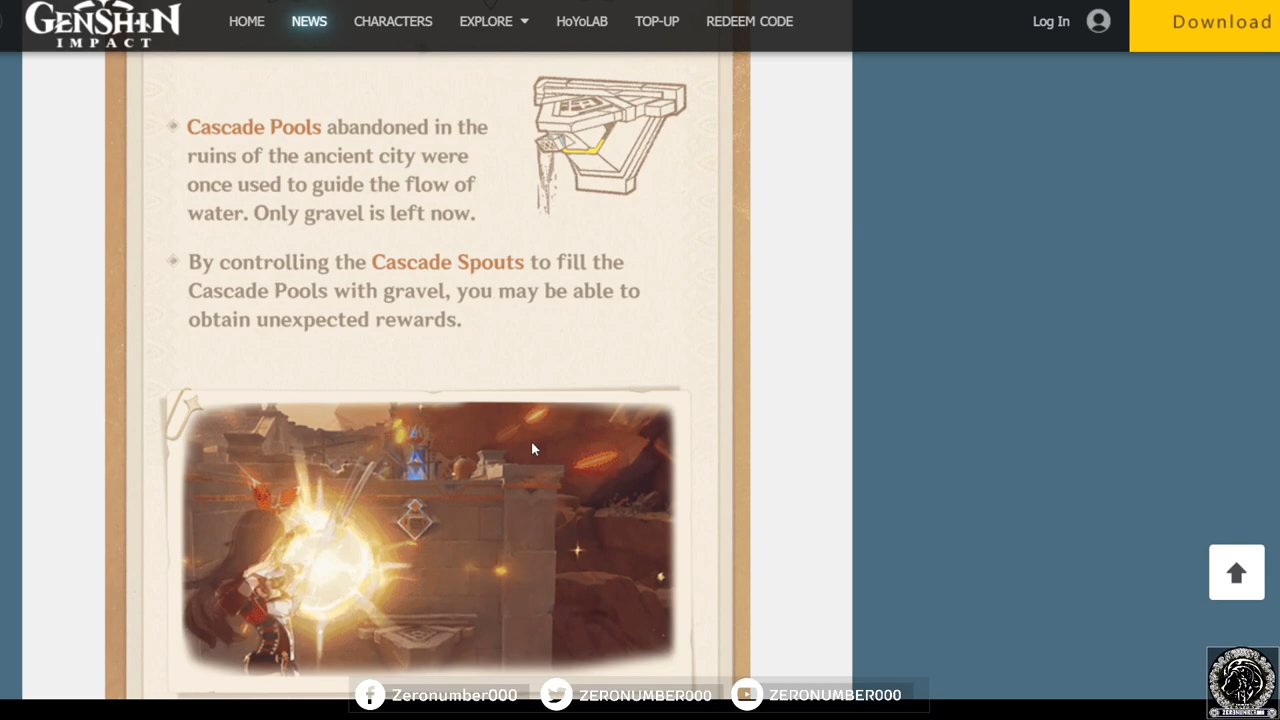 GENSHIN
IMPACT
HOME
NEWS
CHARACTERS
EXPLORE
HoYoLAB
TOP-UP
REDEEM CODE
Log In
Download
Cascade Pools abandoned in the
ruins of the ancient city were
once used to guide the flow of
water. Only gravel is left now.
By controlling the Cascade Spouts to fill the
Cascade Pools with gravel, you may be able to
obtain unexpected rewards.
Zeronumber000
ZERONUMBER000
ZERONUMBER000
ZERONUMBER000